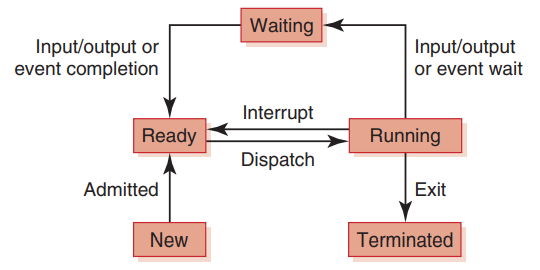 Waiting
Input/output or
event completion
Input/output
or event wait
Interrupt
Ready
Running
Dispatch
Admitted
Exit
New
Terminated